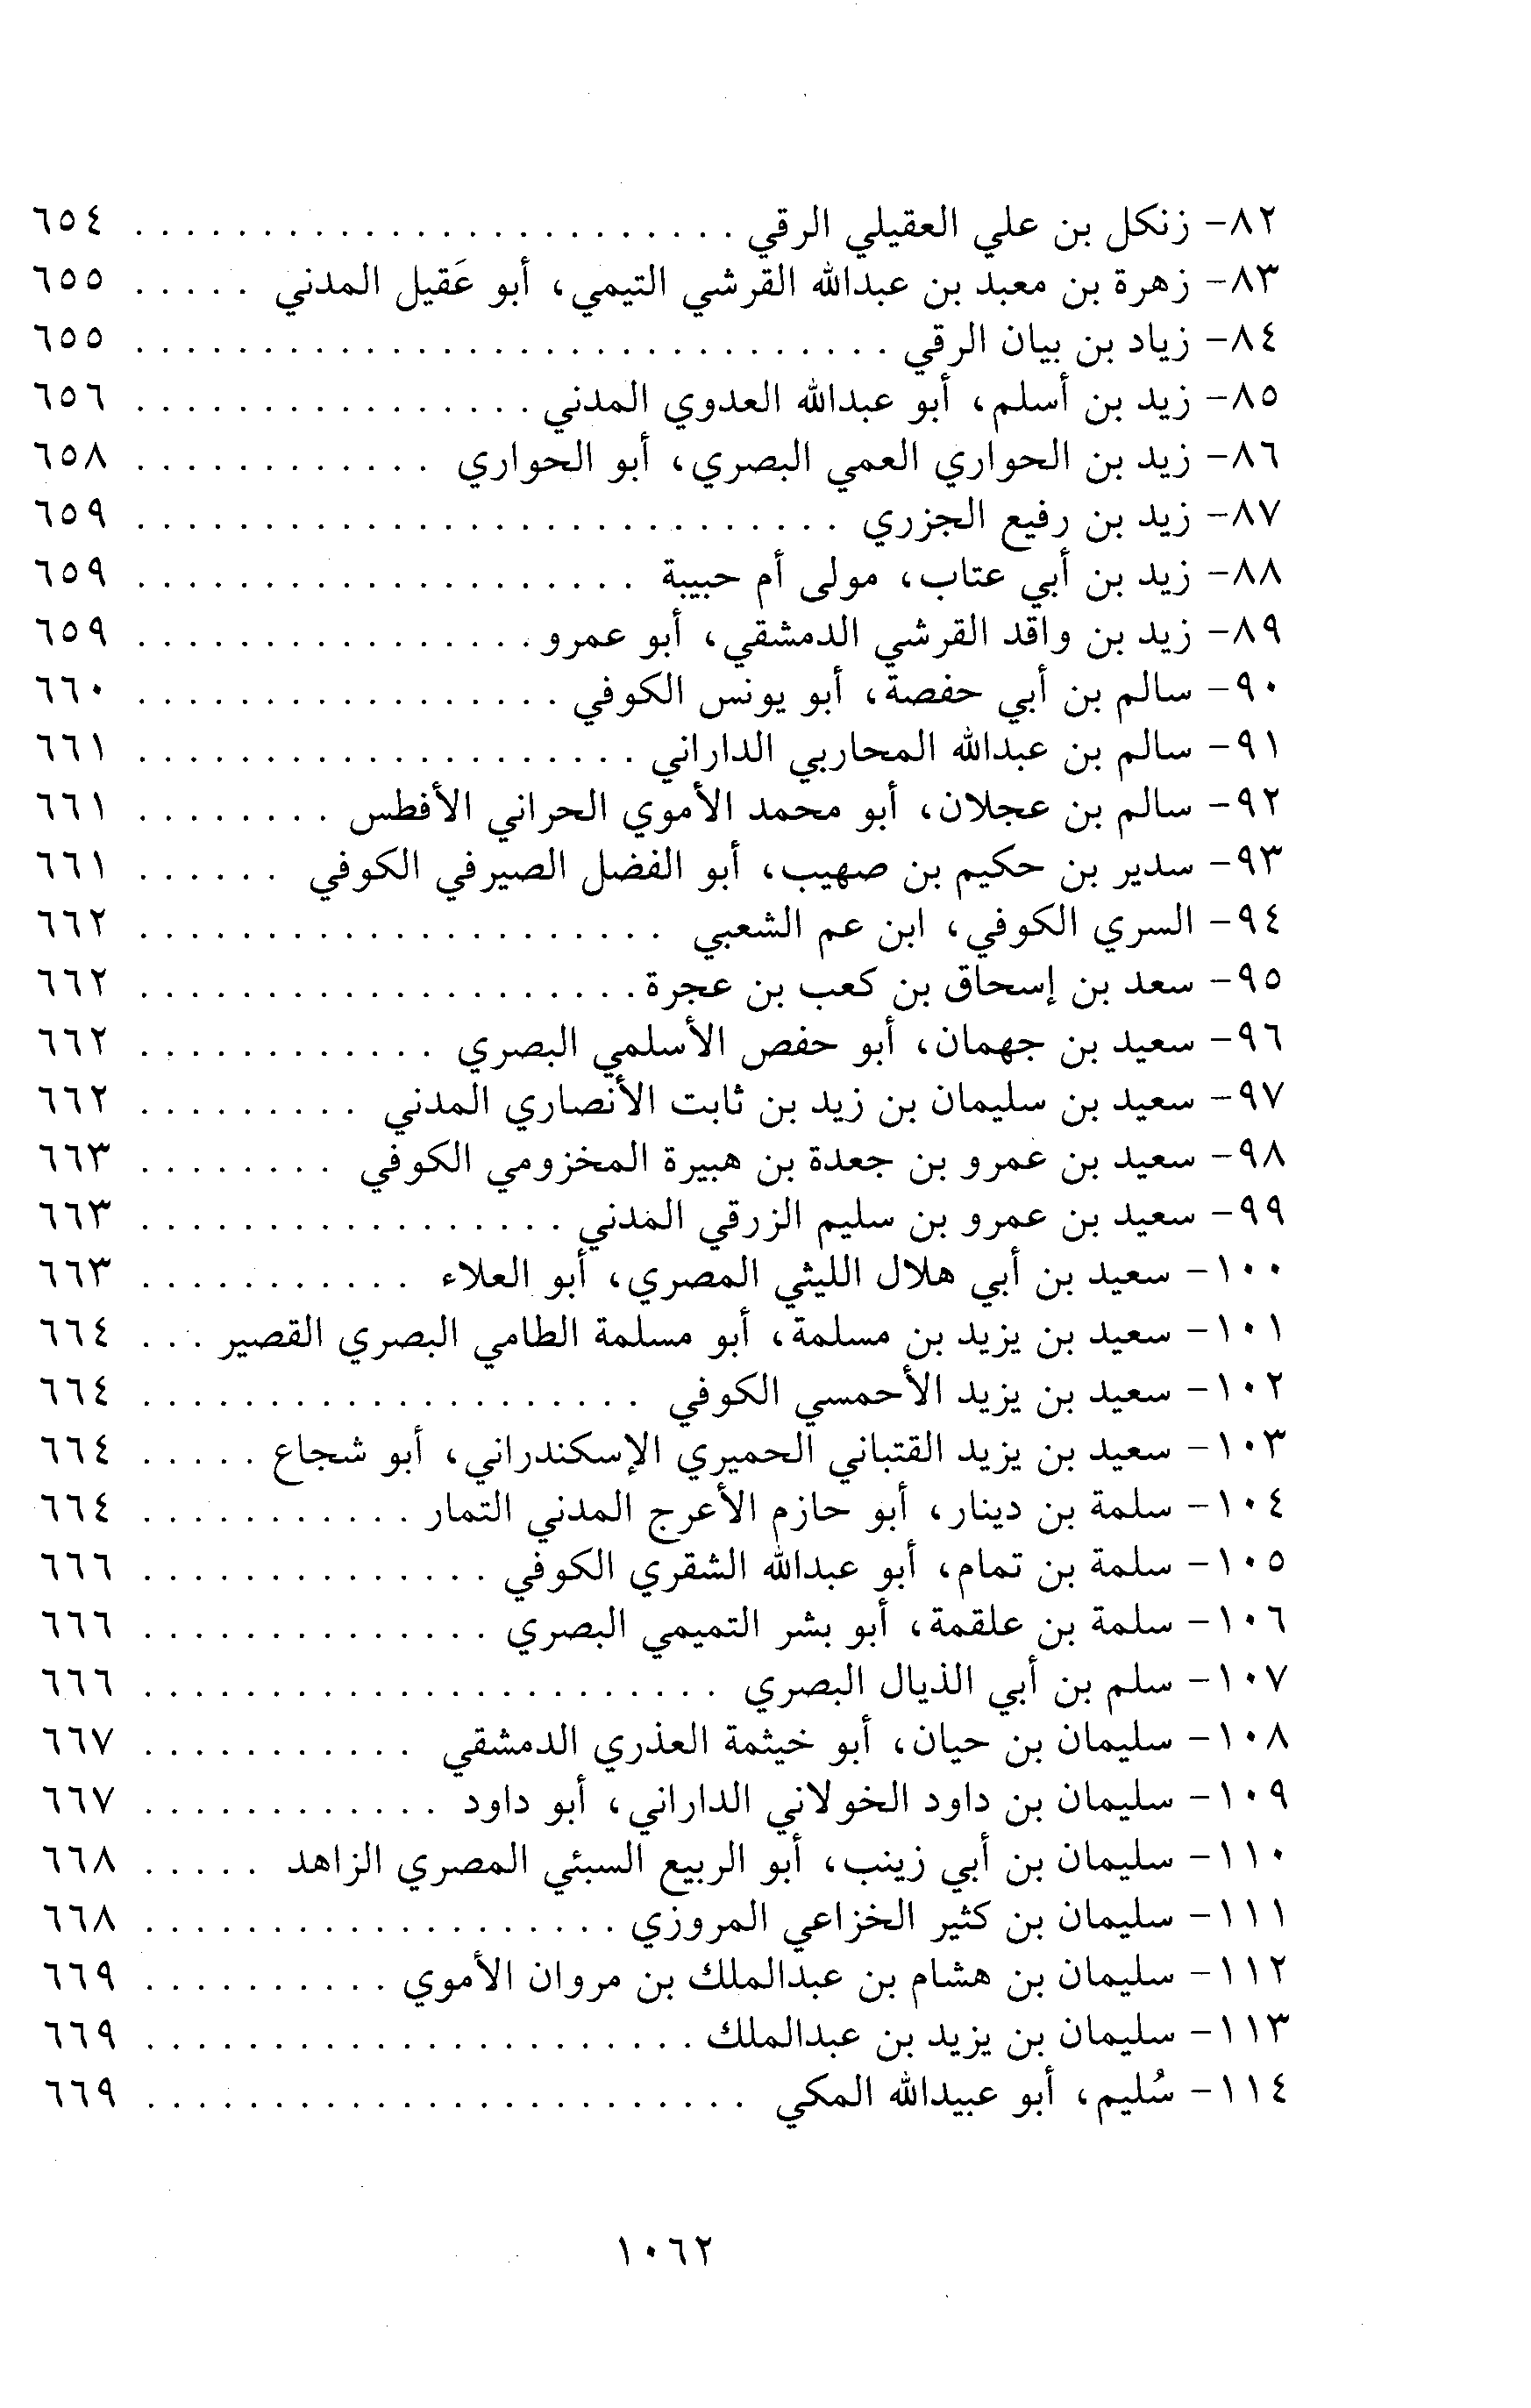 ٨٢- زنكل بن علي العقيلي الرقي . . . . . . . . . . . . . . . . . . . . . . . . ٦٥٤
٨٣- زهرة بن معبد بن عبدالله القرشي التيمي، أبو عَقيل المدني . . . . . ٦٥٥
٨٤- زياد بن بيان الرقي . . . . . . . . . . . . . . . . . . . . . . . . . . . . . . ٦٥٥
٨٥- زيد بن أسلم، أبو عبدالله العدوي المدني . . . . . . . . . . . . . . . . ٦٥٦
٨٦- زيد بن الحواري العمي البصري، أبو الحواري . . . . . . . . . . . . ٦٥٨
٨٧- زيد بن رفيع الجزري . . . . . . . . . . . . . . . . . . . . . . . . . . . . ٦٥٩
٨٨- زيد بن أبي عتاب، مولى أم حبيبة . . . . . . . . . . . . . . . . . . . . ٦٥٩
٨٩- زيد بن واقد القرشي الدمشقي، أبو عمرو . . . . . . . . . . . . . . . . ٦٥٩
٩٠- سالم بن أبي حفصة، أبو يونس الكوفي . . . . . . . . . . . . . . . . . ٦٦٠
٩١- سالم بن عبدالله المحاربي الداراني . . . . . . . . . . . . . . . . . . . . ٦٦١
٩٢- سالم بن عجلان، أبو محمد الأموي الحراني الأفطس . . . . . . . . ٦٦١
٩٣- سدير بن حكيم بن صهيب، أبو الفضل الصيرفي الكوفي . . . . . . ٦٦١
٩٤- السري الكوفي، ابن عم الشعبي . . . . . . . . . . . . . . . . . . . . . ٦٦٢
٩٥- سعد بن إسحاق بن كعب بن عجرة . . . . . . . . . . . . . . . . . . . . ٦٦٢
٩٦- سعيد بن جهمان، أبو حفص الأسلمي البصري . . . . . . . . . . . . ٦٦٢
٩٧- سعيد بن سليمان بن زيد بن ثابت الأنصاري المدني . . . . . . . . . ٦٦٢
٩٨- سعيد بن عمرو بن جعدة بن هبيرة المخزومي الكوفي . . . . . . . . ٦٦٣
٩٩- سعيد بن عمرو بن سليم الزرقي المدني . . . . . . . . . . . . . . . . . ٦٦٣
١٠٠- سعيد بن أبي هلال الليثي المصري، أبو العلاء . . . . . . . . . . . ٦٦٣
١٠١- سعيد بن يزيد بن مسلمة، أبو مسلمة الطامي البصري القصير . . . ٦٦٤
١٠٢- سعيد بن يزيد الأحمسي الكوفي . . . . . . . . . . . . . . . . . . . . ٦٦٤
١٠٣- سعيد بن يزيد القتباني الحميري الإسكندراني، أبو شجاع . . . . . ٦٦٤
١٠٤- سلمة بن دينار، أبو حازم الأعرج المدني التمار . . . . . . . . . . . ٦٦٤
١٠٥- سلمة بن تمام، أبو عبدالله الشقري الكوفي . . . . . . . . . . . . . . ٦٦٦
١٠٦- سلمة بن علقمة، أبو بشر التميمي البصري . . . . . . . . . . . . . . ٦٦٦
١٠٧- سلم بن أبي الذيال البصري . . . . . . . . . . . . . . . . . . . . . . . ٦٦٦
١٠٨- سليمان بن حيان، أبو خيثمة العذري الدمشقي . . . . . . . . . . . ٦٦٧
١٠٩- سليمان بن داود الخولاني الداراني، أبو داود . . . . . . . . . . . . ٦٦٧
١١٠- سليمان بن أبي زينب، أبو الربيع السبئي المصري الزاهد . . . . . ٦٦٨
١١١- سليمان بن كثير الخزاعي المروزي . . . . . . . . . . . . . . . . . . . ٦٦٨
١١٢- سليمان بن هشام بن عبدالملك بن مروان الأموي . . . . . . . . . . ٦٦٩
١١٣- سليمان بن يزيد بن عبدالملك . . . . . . . . . . . . . . . . . . . . . . ٦٦٩
١١٤- سُليم، أبو عبيدالله المكي . . . . . . . . . . . . . . . . . . . . . . . . ٦٦٩
١٠٦٢